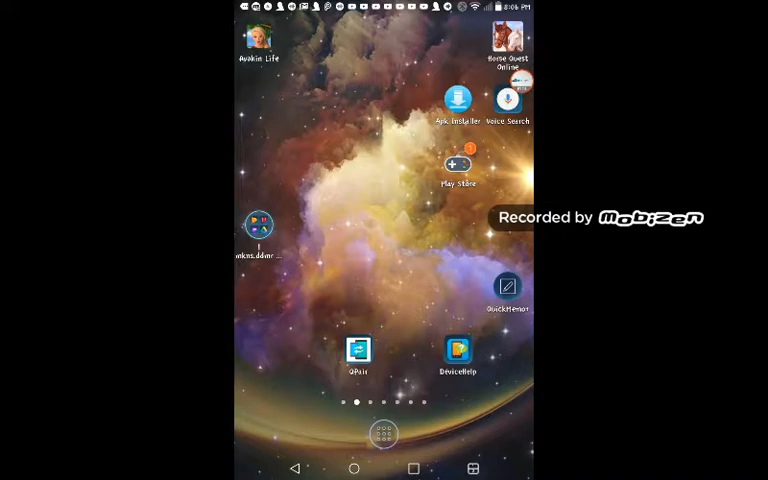 8:06 PM
Avakin Life
Horse Quest
Online
Apk Installer
Voice Search
Play Store
Recorded by mobizen
QuickMemo+
QPair
DeviceHelp